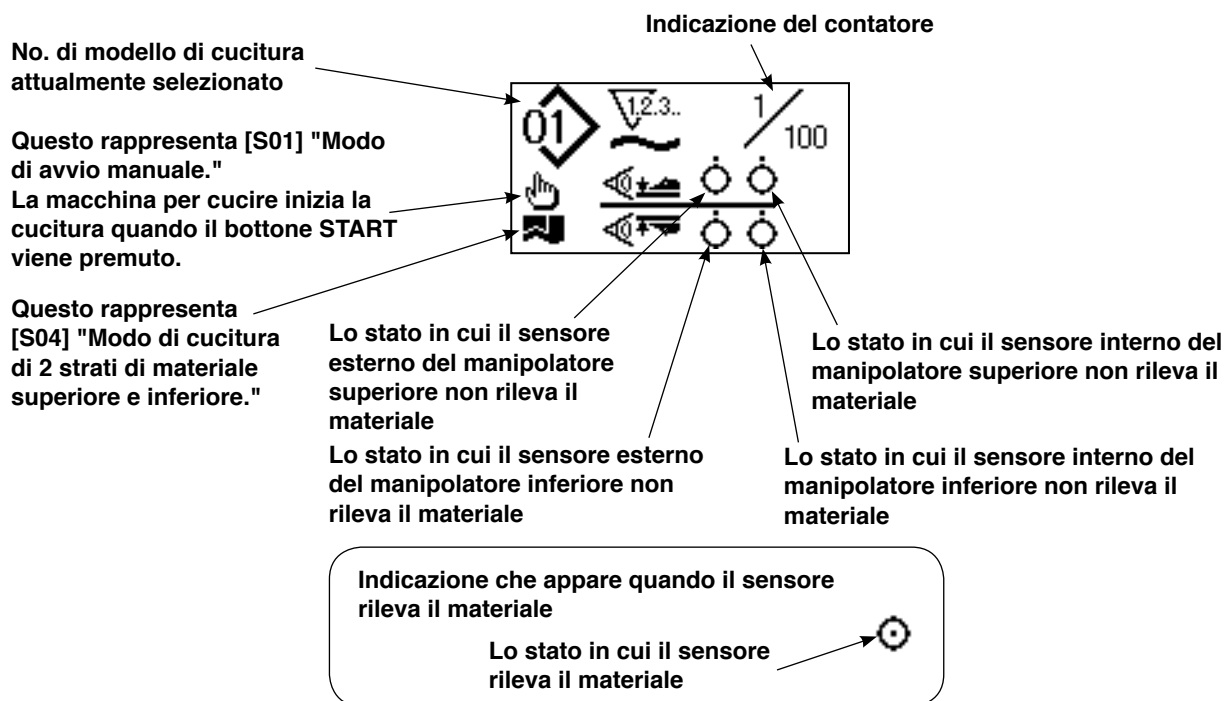 Indicazione del contatore
No. di modello di cucitura
attualmente selezionato
01
1,2,3..
1/100
Questo rappresenta [S01] "Modo
di avvio manuale."
La macchina per cucire inizia la
cucitura quando il bottone START
viene premuto.
Questo rappresenta
[S04] "Modo di cucitura
di 2 strati di materiale
superiore e inferiore."
Lo stato in cui il sensore
esterno del manipolatore
superiore non rileva il
materiale
Lo stato in cui il sensore interno del
manipolatore superiore non rileva il
materiale
Lo stato in cui il sensore esterno
del manipolatore inferiore non
rileva il materiale
Lo stato in cui il sensore interno del
manipolatore inferiore non rileva il
materiale
Indicazione che appare quando il sensore
rileva il materiale
Lo stato in cui il sensore
rileva il materiale